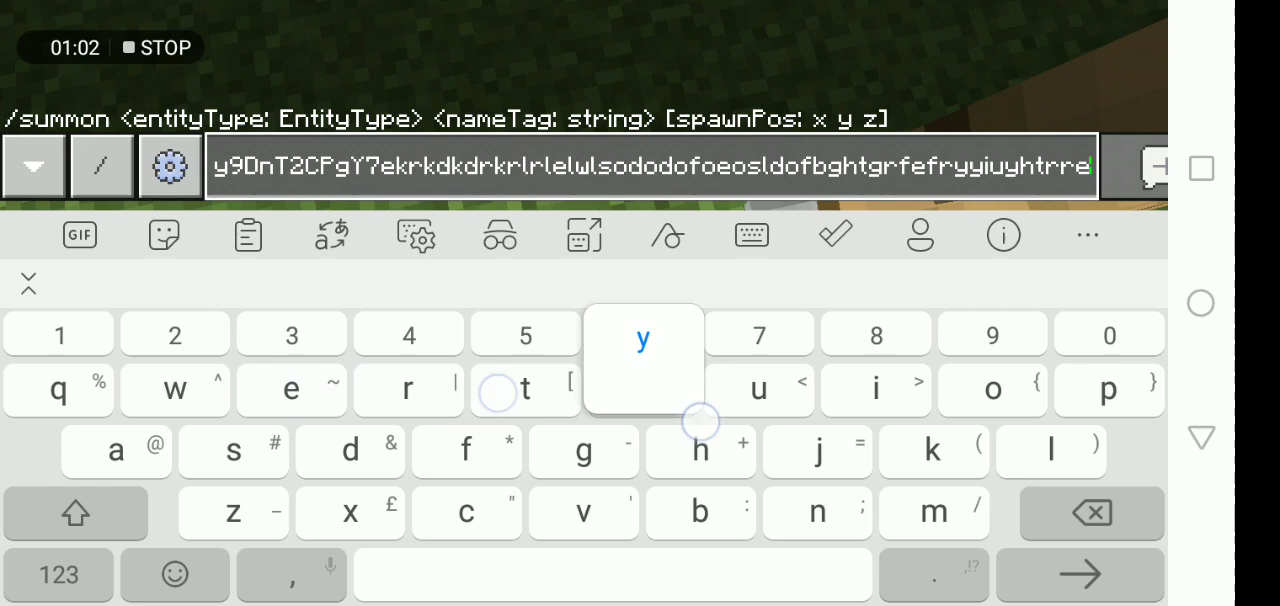 01:02 STOP
/summon <entityType: EntityType> <nameTag: string> [spawnPos: x y z]
/ y9DnT2CPgY7ekrkdkdrkrlrlelwlsododofoeosldofbghtgrfefryyiuyhtrre
GIF
1 2 3 4 5 y 7 8 9 0
q % w ^ e ~ r | t [ u < i > o { p }
a @ s # d & f * g - h + j = k ( l )
z _ x £ c " v ' b : n ; m /
123 , . ,!?